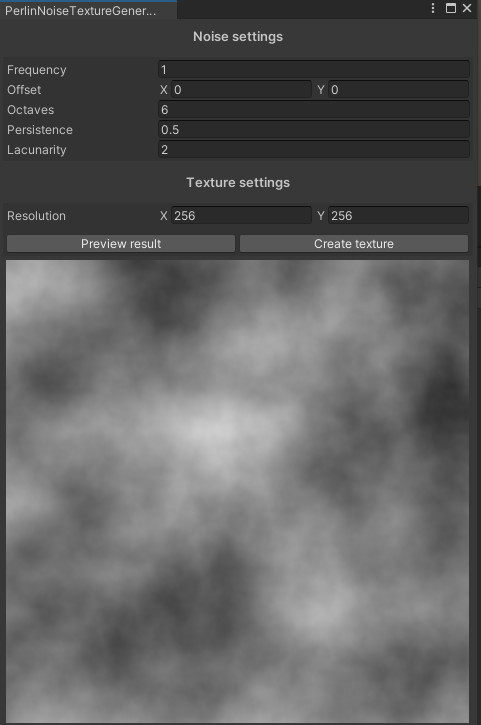 PerlinNoiseTextureGener...
Noise settings
Frequency 1
Offset X 0 Y 0
Octaves 6
Persistence 0.5
Lacunarity 2
Texture settings
Resolution X 256 Y 256
Preview result Create texture